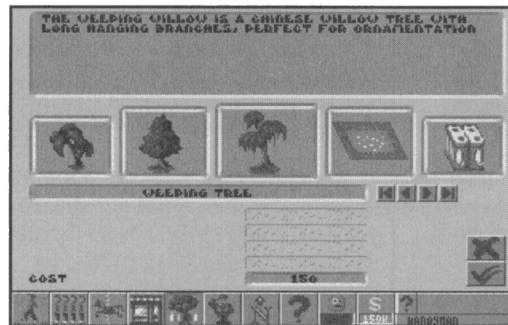 THE WEEPING WILLOW IS A CHINESE WILLOW TREE WITH
LONG HANGING BRANCHES, PERFECT FOR ORNAMENTATION
WEEPING TREE
COST 150
?
S ?
150K HANDYMAN